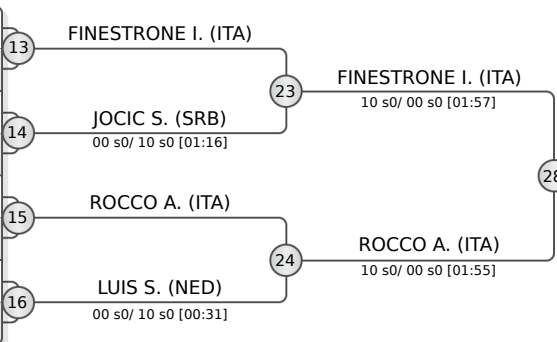 FINESTRONE I. (ITA)
13
FINESTRONE I. (ITA)
23
10 s0/ 00 s0 [01:57]
JOCIC S. (SRB)
14
00 s0/ 10 s0 [01:16]
28
ROCCO A. (ITA)
15
ROCCO A. (ITA)
24
10 s0/ 00 s0 [01:55]
LUIS S. (NED)
16
00 s0/ 10 s0 [00:31]